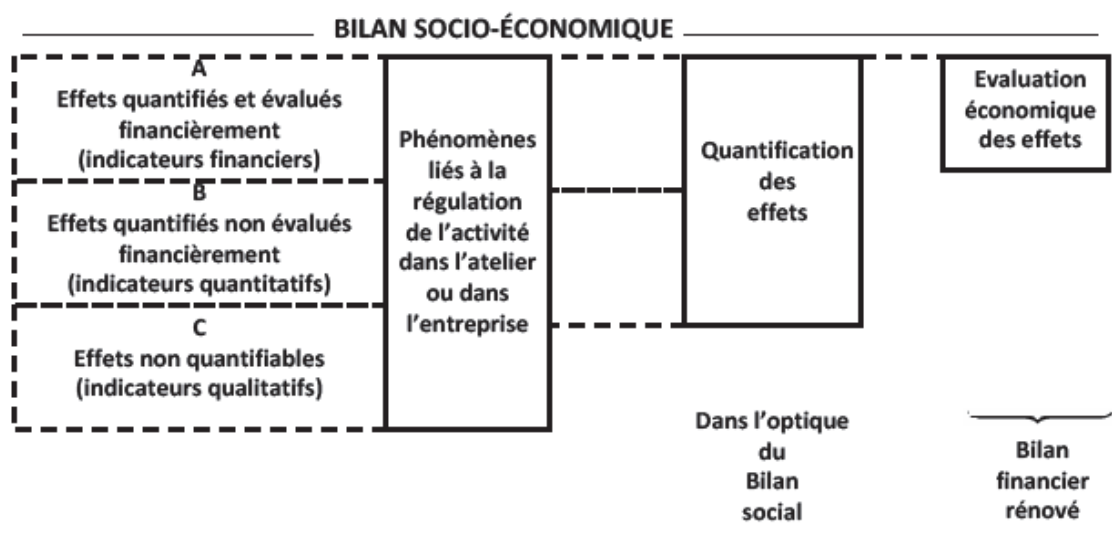 BILAN SOCIO-ÉCONOMIQUE
A
Effets quantifiés et évalués
financièrement
(indicateurs financiers)
B
Effets quantifiés non évalués
financièrement
(indicateurs quantitatifs)
C
Effets non quantifiables
(indicateurs qualitatifs)
Phénomènes
liés à la
régulation
de l'activité
dans l'atelier
ou dans
l'entreprise
Quantification
des
effets
Evaluation
économique
des effets
Dans l'optique
du
Bilan
social
Bilan
financier
rénové